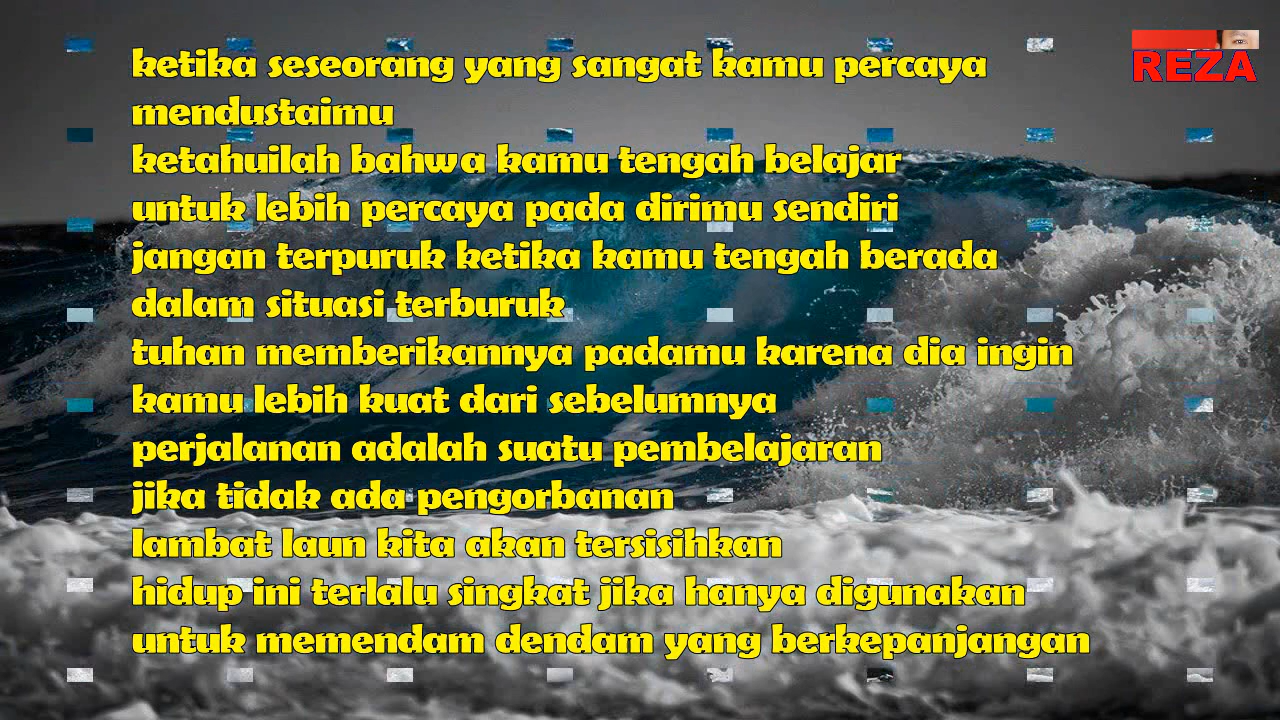 REZA
ketika seseorang yang sangat kamu percaya
mendustaimu
ketahuilah bahwa kamu tengah belajar
untuk lebih percaya pada dirimu sendiri
jangan terpuruk ketika kamu tengah berada
dalam situasi terburuk
tuhan memberikannya padamu karena dia ingin
kamu lebih kuat dari sebelumnya
perjalanan adalah suatu pembelajaran
jika tidak ada pengorbanan
lambat laun kita akan tersisihkan
hidup ini terlalu singkat jika hanya digunakan
untuk memendam dendam yang berkepanjangan